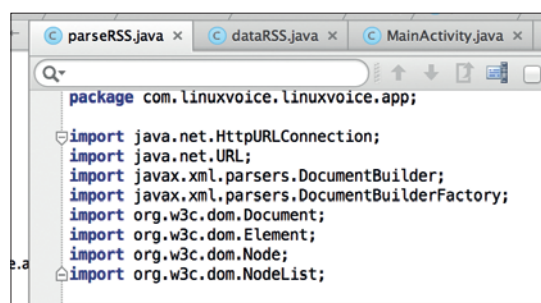 parseRSS.java × dataRSS.java × MainActivity.java ×
package com.linuxvoice.linuxvoice.app;
import java.net.HttpURLConnection;
import java.net.URL;
import javax.xml.parsers.DocumentBuilder;
import javax.xml.parsers.DocumentBuilderFactory;
import org.w3c.dom.Document;
import org.w3c.dom.Element;
import org.w3c.dom.Node;
e.a
import org.w3c.dom.NodeList;